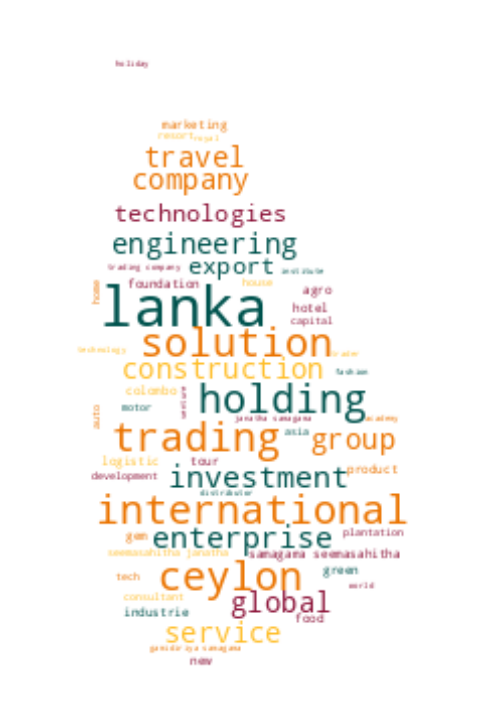 holiday
marketing
resort royal
travel
company
technologies
engineering
trading company export institute
home foundation house agro
lanka hotel
capital
solution
technology trader
construction fashion
colombo venture holding
motor
auto janatha samagama academy
trading asia group
logistic tour
development investment product
distributor
international
gem enterprise plantation
seemasahitha janatha samagama seemasahitha
tech ceylon green
world
consultant global
industrie food
service
gamidiriya samagama
new